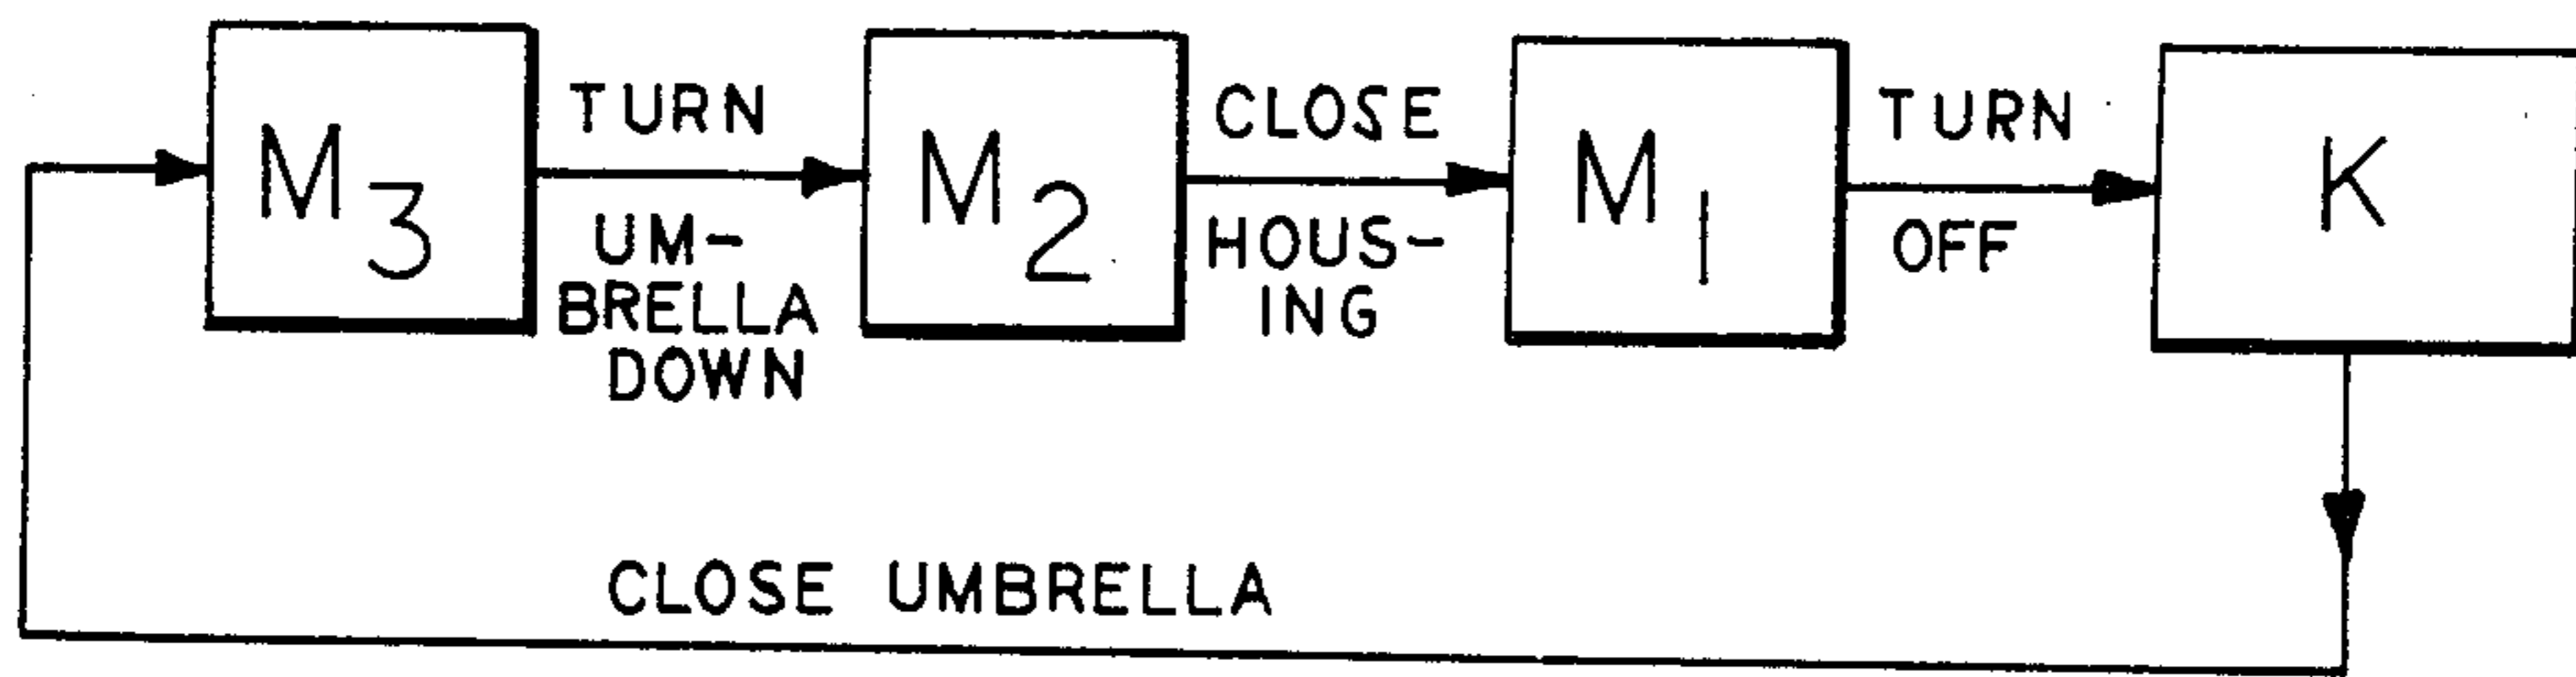 M3
TURN
UM-
BRELLA
DOWN
M2
CLOSE
HOUS-
ING
M1
TURN
OFF
K
CLOSE UMBRELLA